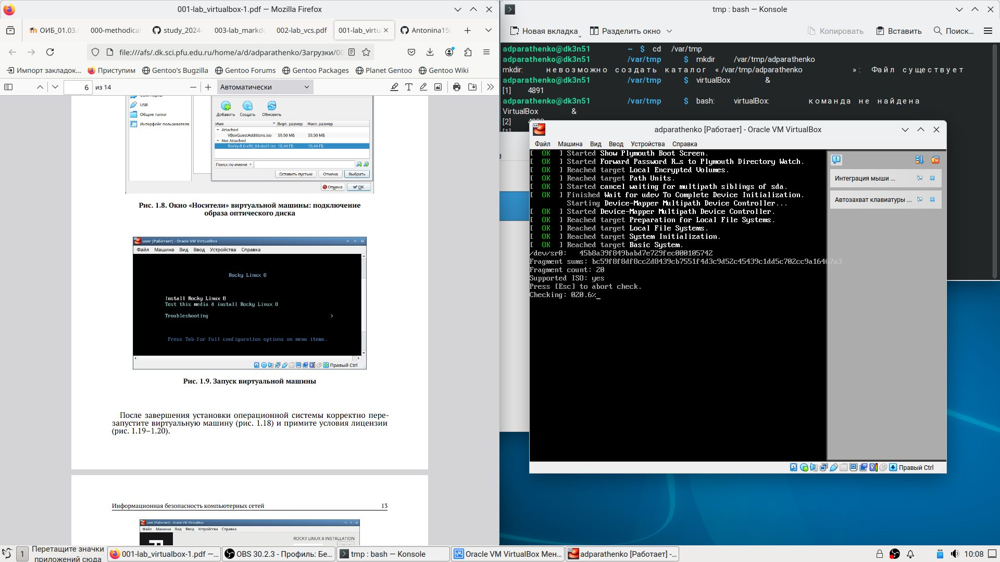 001-lab_virtualbox-1.pdf — Mozilla Firefox
ОИБ_01.03.0
000-methodical
study_2024-
003-lab_markdo
002-lab_vcs.pdf
001-lab_virtu
Antonina150
file:///afs/.dk.sci.pfu.edu.ru/home/a/d/adparathenko/Загрузки/00
Импорт закладок...
Приступим
Gentoo's Bugzilla
Gentoo Forums
Gentoo Packages
Planet Gentoo
Gentoo Wiki
6 из 14
Автоматически
USB
Общие папки
Интерфейс пользователя
Добавить Создать Обновить
Имя Вирт. размер Факт. размер
Attached
VBoxGuestAdditions.iso 59,50 МБ 59,50 МБ
Not Attached
Rocky-8.6-x86_64-dvd1.iso 10,44 ГБ 10,44 ГБ
Поиск по имени
Оставить пустым Отмена Выбрать
Отмена OK
Рис. 1.8. Окно «Носители» виртуальной машины: подключение
образа оптического диска
user [Работает] - Oracle VM VirtualBox
Файл Машина Вид Ввод Устройства Справка
Rocky Linux 8
Install Rocky Linux 8
Test this media & install Rocky Linux 8
Troubleshooting >
Press Tab for full configuration options on menu items.
Правый Ctrl
Рис. 1.9. Запуск виртуальной машины
После завершения установки операционной системы корректно пере-
запустите виртуальную машину (рис. 1.18) и примите условия лицензии
(рис. 1.19–1.20).
Информационная безопасность компьютерных сетей 13
user [Работает] - Oracle VM VirtualBox
Файл Машина Вид Ввод Устройства Справка
ROCKY LINUX 8 INSTALLATION
tmp : bash — Konsole
Новая вкладка
Разделить окно
Копировать
Вставить
Поиск...
adparathenko@dk3n51 ~ $ cd /var/tmp
adparathenko@dk3n51 /var/tmp $ mkdir /var/tmp/adparathenko
mkdir: невозможно создать каталог «/var/tmp/adparathenko»: Файл существует
adparathenko@dk3n51 /var/tmp $ virtualBox &
[1] 4891
adparathenko@dk3n51 /var/tmp $ bash: virtualBox: команда не найдена
VirtualBox &
[2]
adparathenko [Работает] - Oracle VM VirtualBox
Файл Машина Вид Ввод Устройства Справка
[ OK ] Started Show Plymouth Boot Screen.
[ OK ] Started Forward Password R…s to Plymouth Directory Watch.
[ OK ] Reached target Local Encrypted Volumes.
[ OK ] Reached target Path Units.
[ OK ] Started cancel waiting for multipath siblings of sda.
[ OK ] Finished Wait for udev To Complete Device Initialization.
Starting Device-Mapper Multipath Device Controller...
[ OK ] Started Device-Mapper Multipath Device Controller.
[ OK ] Reached target Preparation for Local File Systems.
[ OK ] Reached target Local File Systems.
[ OK ] Reached target System Initialization.
[ OK ] Reached target Basic System.
/dev/sr0: 45b8a39f849babd7e729fec000105742
Fragment sums: bc59f8f8df8cc2d8439cb7551f4d3c9d52c45439c1dd5c702cc9a16467a3
Fragment count: 20
Supported ISO: yes
Press [Esc] to abort check.
Checking: 020.6%_
Интеграция мыши ...
Автозахват клавиатуры ...
Правый Ctrl
1
Перетащите значки
приложений сюда
001-lab_virtualbox-1.pdf —...
OBS 30.2.3 - Профиль: Бе...
tmp : bash — Konsole
Oracle VM VirtualBox Мен...
adparathenko [Работает] -...
10:08